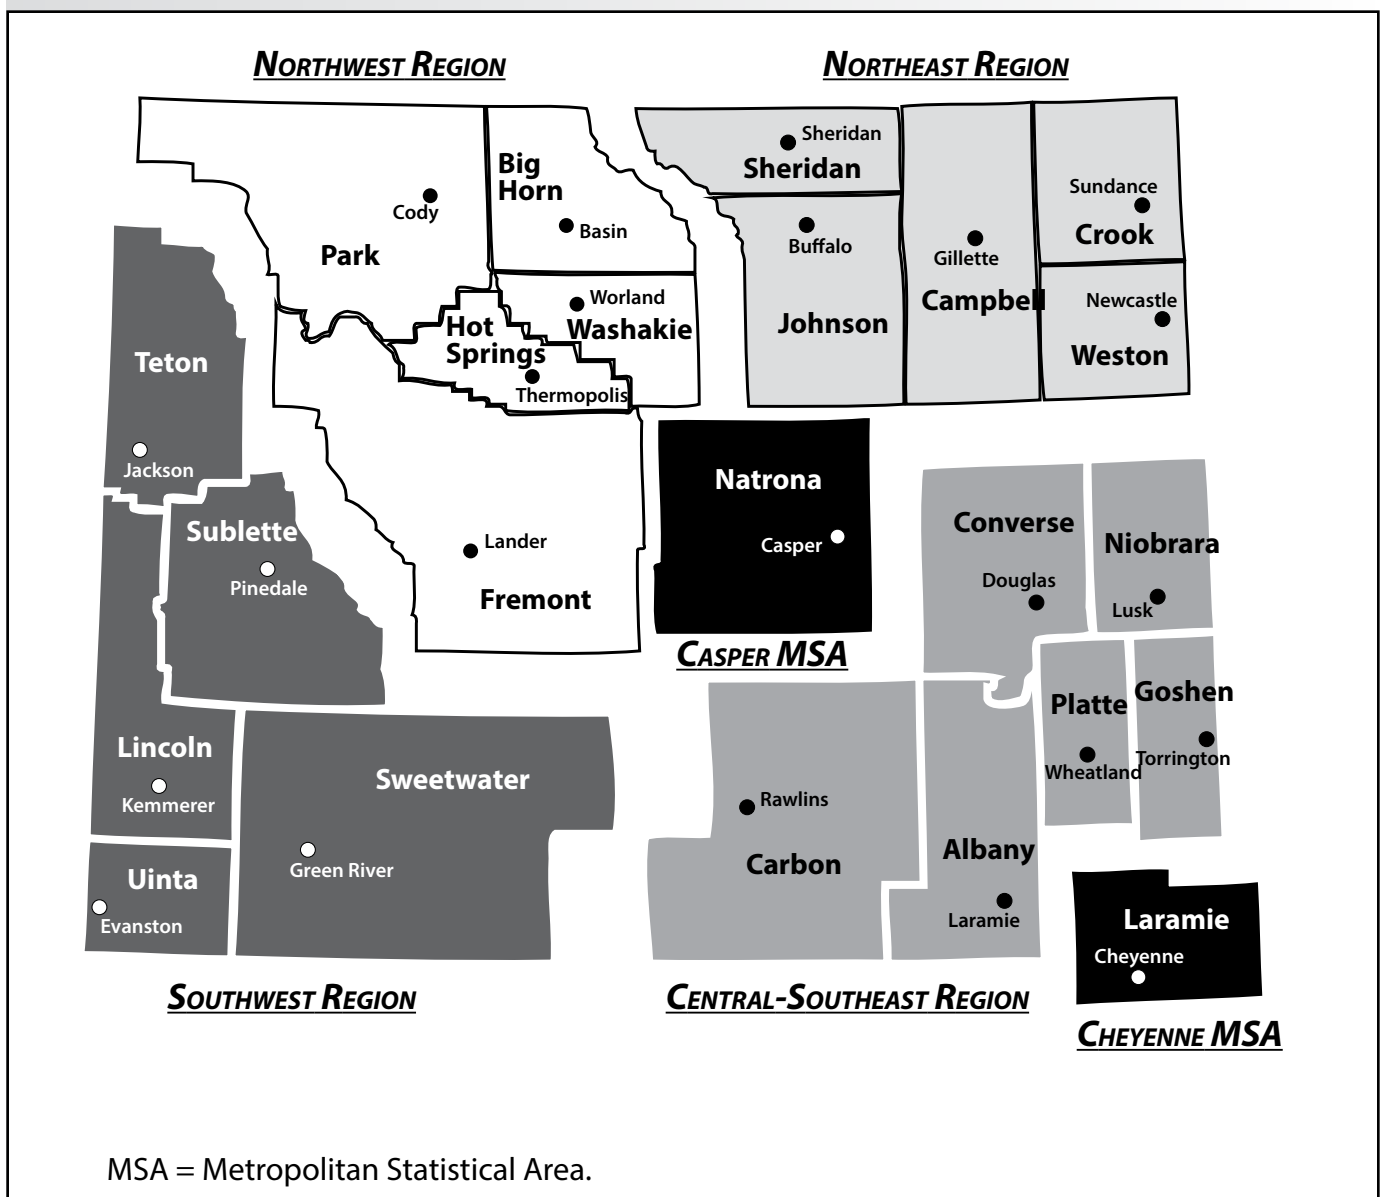 NORTHWEST REGION
NORTHEAST REGION
Big
Horn
Basin
Cody
Park
Worland
Washakie
Hot
Springs
Thermopolis
Lander
Fremont
Sheridan
Sheridan
Buffalo
Johnson
Gillette
Campbell
Sundance
Crook
Newcastle
Weston
Teton
Jackson
Sublette
Pinedale
Lincoln
Kemmerer
Uinta
Evanston
Sweetwater
Green River
SOUTHWEST REGION
Natrona
Casper
CASPER MSA
Converse
Douglas
Niobrara
Lusk
Platte
Wheatland
Goshen
Torrington
Rawlins
Carbon
Albany
Laramie
CENTRAL-SOUTHEAST REGION
Laramie
Cheyenne
CHEYENNE MSA
MSA = Metropolitan Statistical Area.